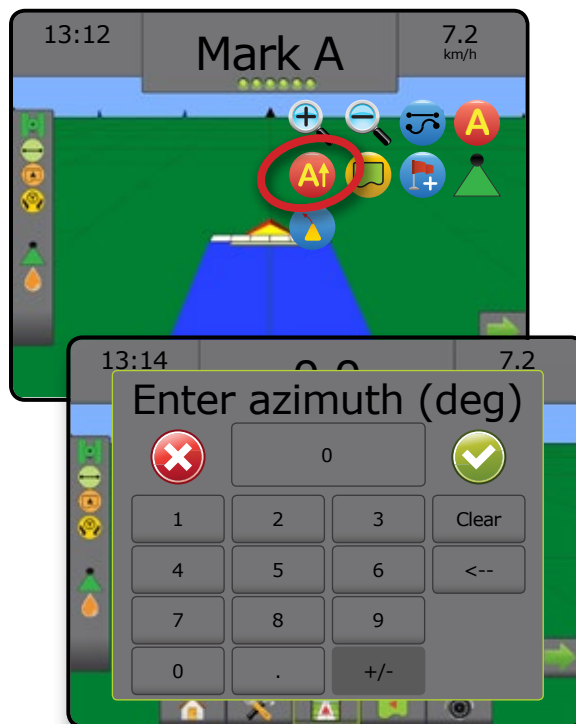 13:12
Mark A
7.2
km/h
A
A
13:14
7.2
Enter azimuth (deg)
0
1 2 3 Clear
4 5 6 <--
7 8 9
0 . +/-